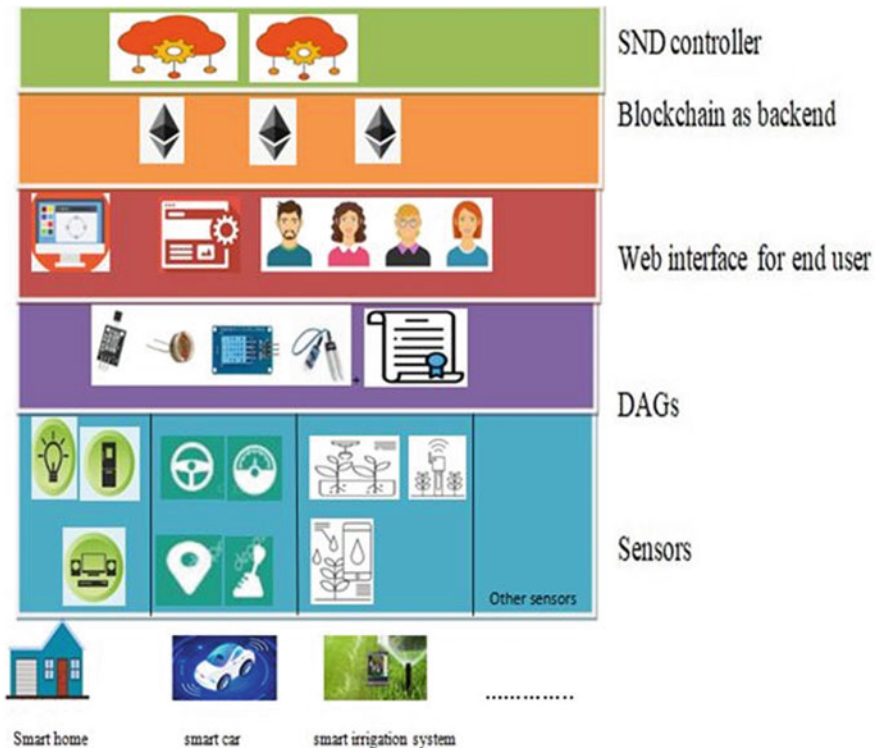 SND controller
Blockchain as backend
Web interface for end user
+
DAGs
Sensors
Other sensors
..............
Smart home
smart car
smart irrigation system